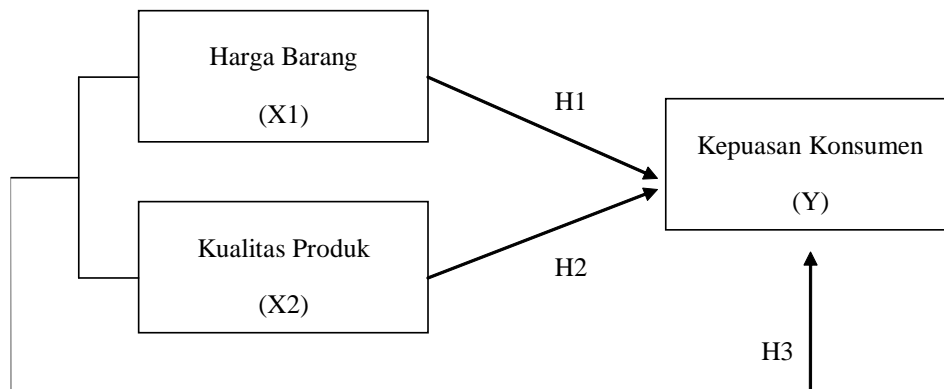 Harga Barang
(X1)
H1
Kepuasan Konsumen
(Y)
Kualitas Produk
(X2)
H2
H3